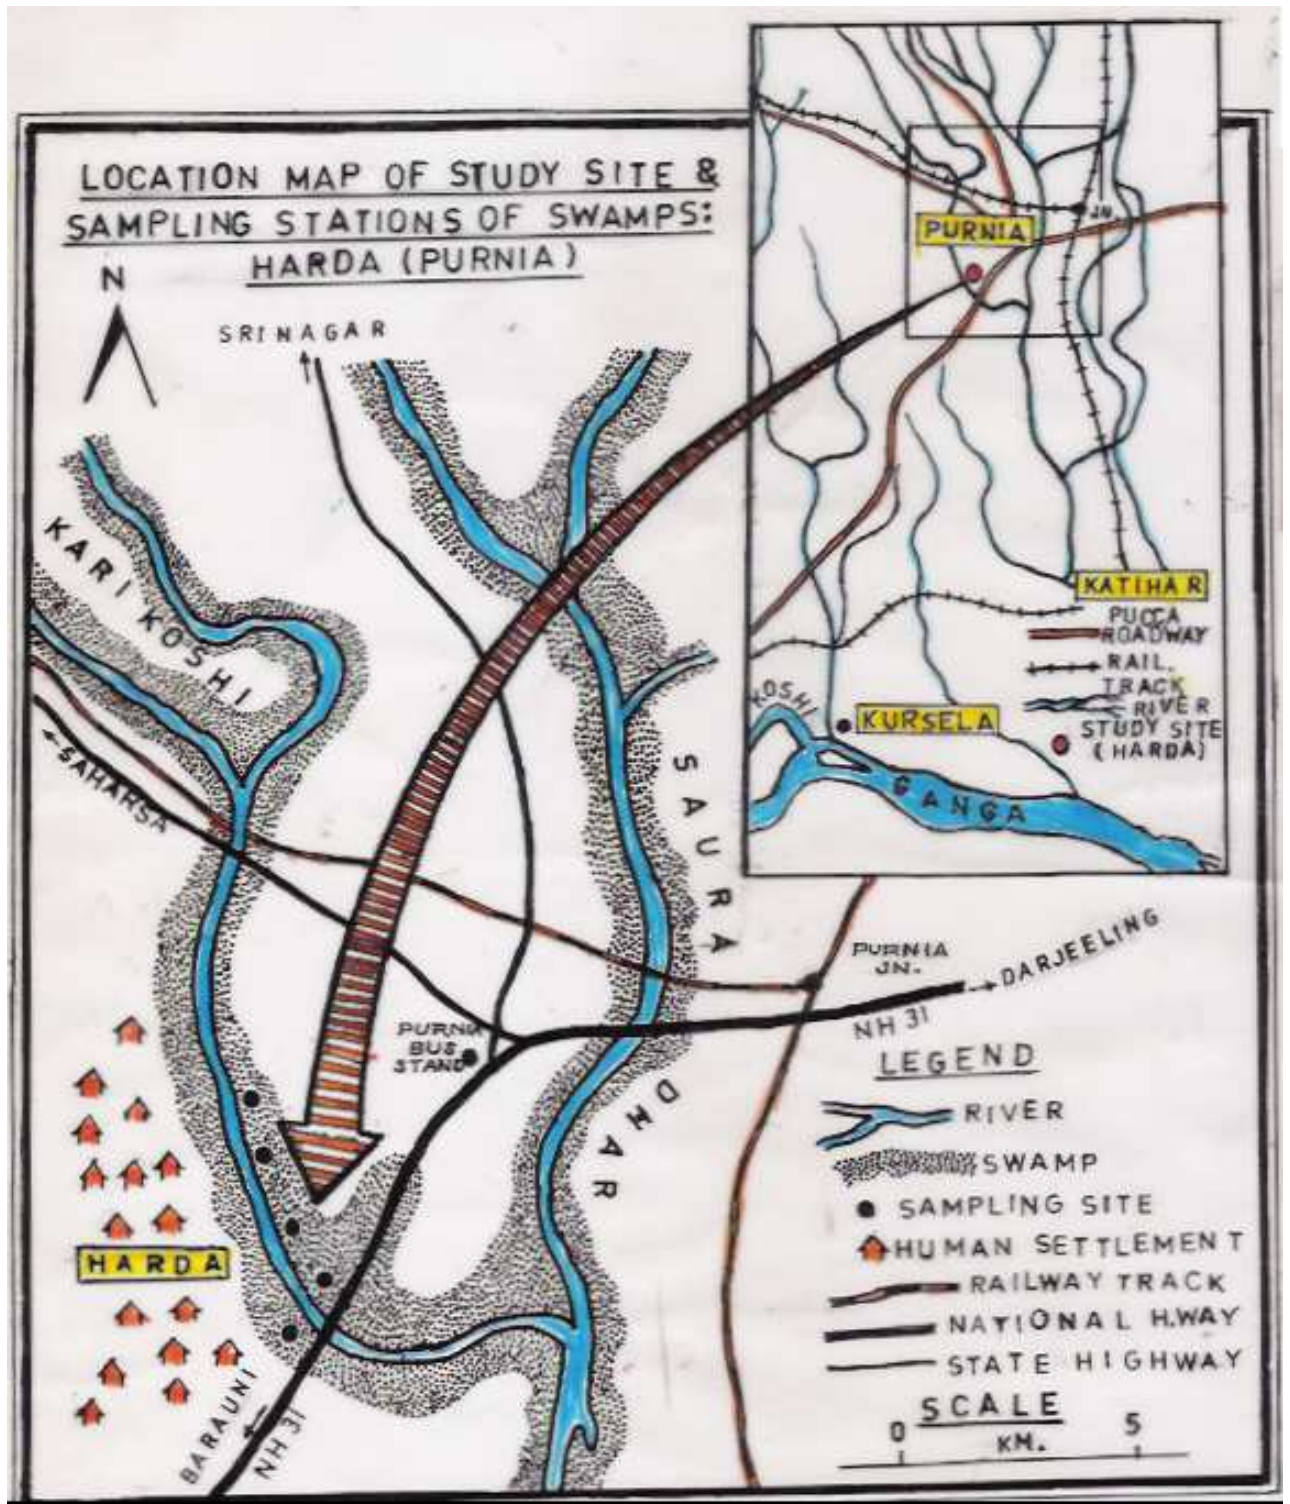 LOCATION MAP OF STUDY SITE &
SAMPLING STATIONS OF SWAMPS:
HARDA (PURNIA)
N
SRINAGAR
KARI KOSHI
SAHARSA
SAURA
DHAR
PURNIA
BUS
STAND
PURNIA
JN.
DARJEELING
NH 31
HARDA
BARAUNI
NH 31
PURNIA
JN.
KATIHAR
PUCCA
ROADWAY
RAIL.
TRACK
RIVER
STUDY SITE
(HARDA)
KOSHI
KURSELA
GANGA
LEGEND
RIVER
SWAMP
SAMPLING SITE
HUMAN SETTLEMENT
RAILWAY TRACK
NATIONAL H.WAY
STATE HIGHWAY
SCALE
0 5
KM.